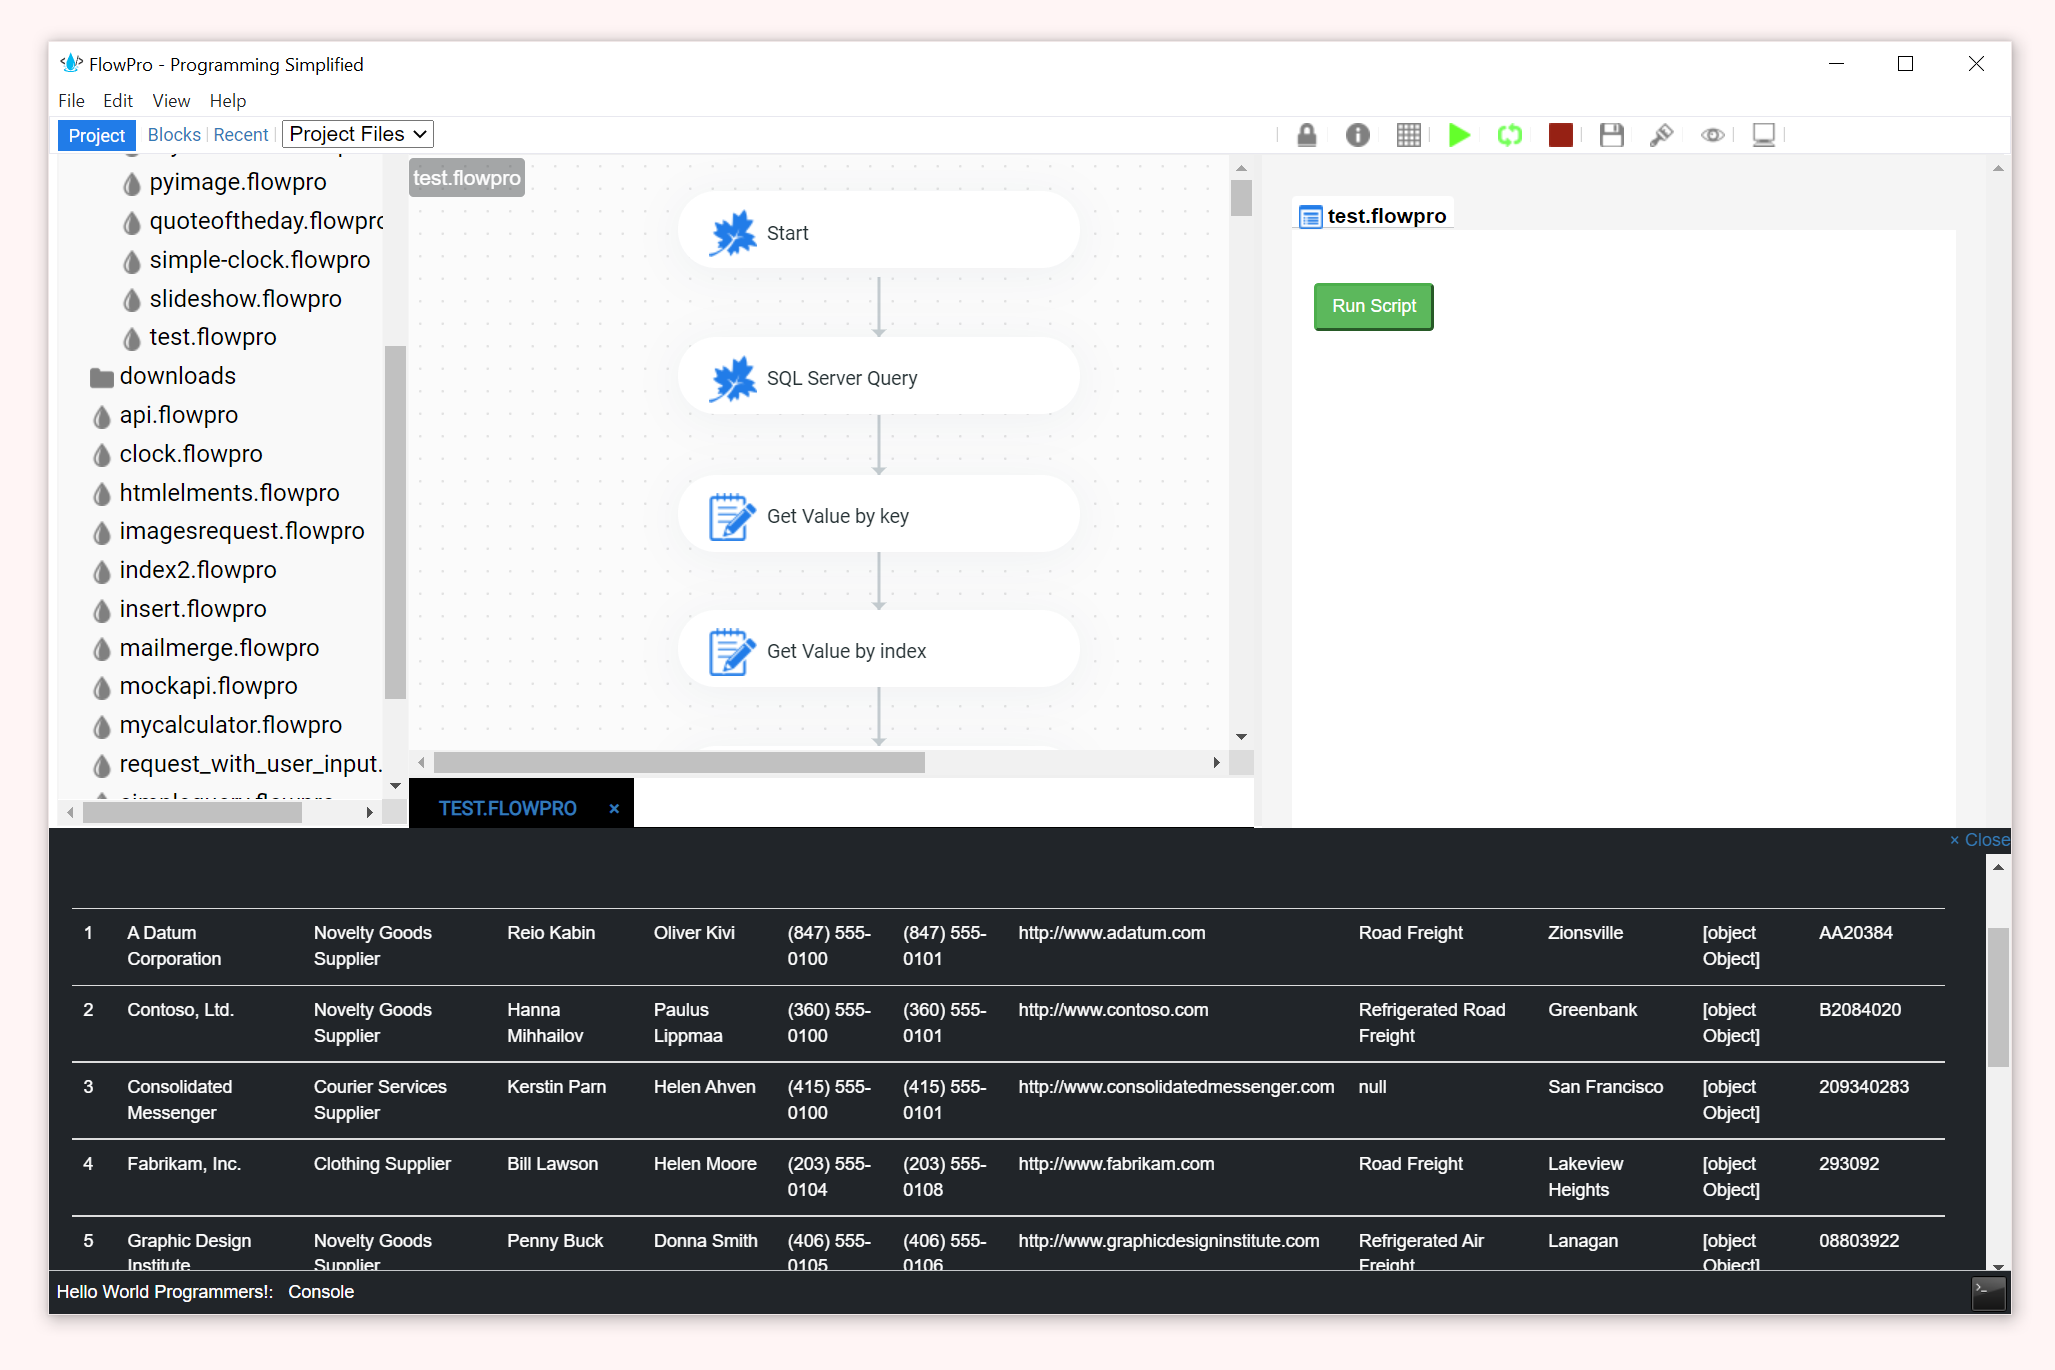 FlowPro - Programming Simplified
File Edit View Help
Project Blocks Recent Project Files
pyimage.flowpro
quoteoftheday.flowpro
simple-clock.flowpro
slideshow.flowpro
test.flowpro
downloads
api.flowpro
clock.flowpro
htmlelments.flowpro
imagesrequest.flowpro
index2.flowpro
insert.flowpro
mailmerge.flowpro
mockapi.flowpro
mycalculator.flowpro
request_with_user_input.
test.flowpro
Start
SQL Server Query
Get Value by key
Get Value by index
TEST.FLOWPRO ×
test.flowpro
Run Script
× Close
1 A Datum Novelty Goods Reio Kabin Oliver Kivi (847) 555- (847) 555- http://www.adatum.com Road Freight Zionsville [object AA20384
Corporation Supplier 0100 0101 Object]
2 Contoso, Ltd. Novelty Goods Hanna Paulus (360) 555- (360) 555- http://www.contoso.com Refrigerated Road Greenbank [object B2084020
Supplier Mihhailov Lippmaa 0100 0101 Freight Object]
3 Consolidated Courier Services Kerstin Parn Helen Ahven (415) 555- (415) 555- http://www.consolidatedmessenger.com null San Francisco [object 209340283
Messenger Supplier 0100 0101 Object]
4 Fabrikam, Inc. Clothing Supplier Bill Lawson Helen Moore (203) 555- (203) 555- http://www.fabrikam.com Road Freight Lakeview [object 293092
0104 0108 Heights Object]
5 Graphic Design Novelty Goods Penny Buck Donna Smith (406) 555- (406) 555- http://www.graphicdesigninstitute.com Refrigerated Air Lanagan [object 08803922
Institute Supplier 0105 0106 Freight Object]
Hello World Programmers!: Console